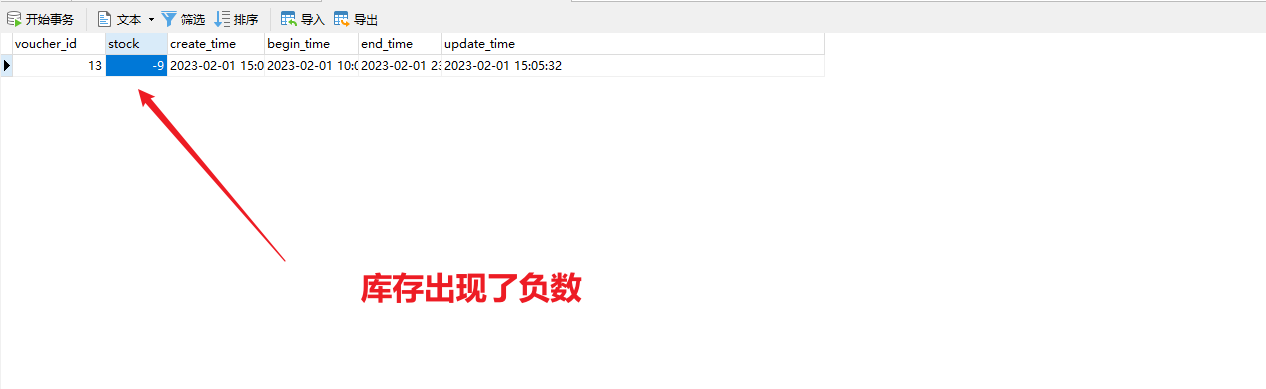 开始事务 文本 筛选 排序 导入 导出
voucher_id stock create_time begin_time end_time update_time
13 -9 2023-02-01 15:0 2023-02-01 10:0 2023-02-01 23 2023-02-01 15:05:32
库存出现了负数